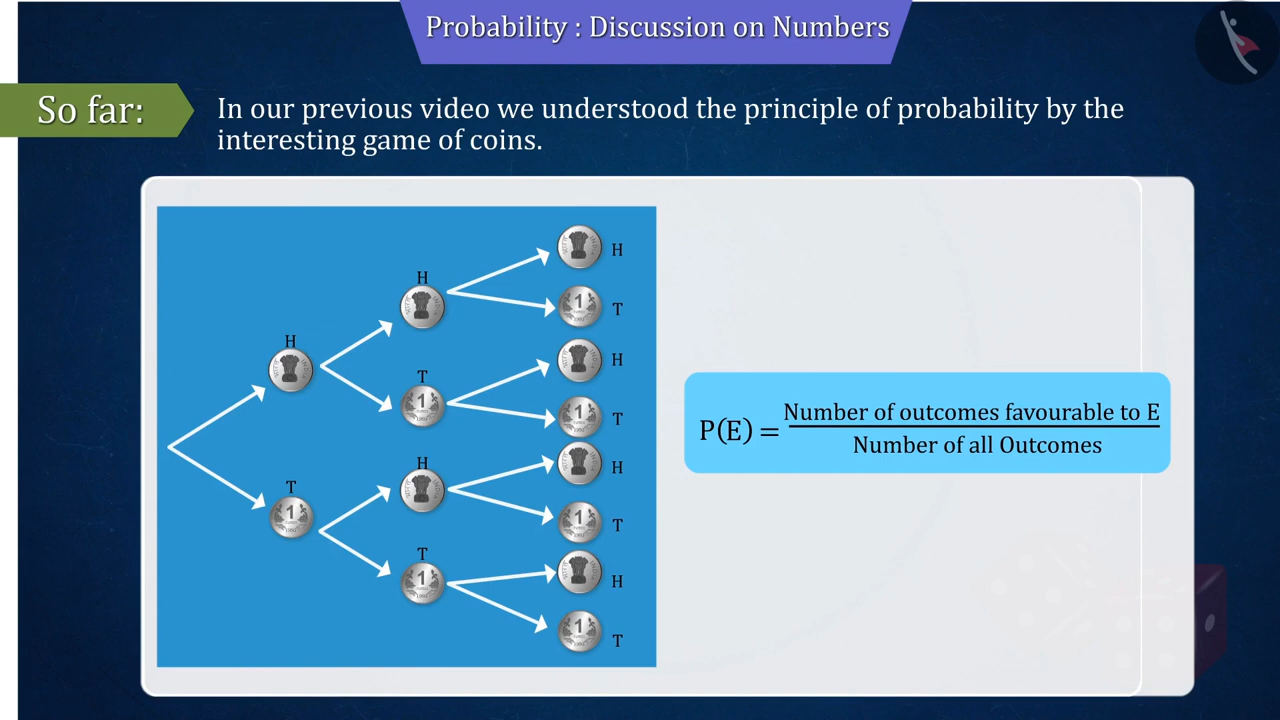 Probability : Discussion on Numbers
So far:
In our previous video we understood the principle of probability by the
interesting game of coins.
H
T
H
T
H
T
H
T
H
T
H
T
H
T
P(E) = Number of outcomes favourable to E
Number of all Outcomes